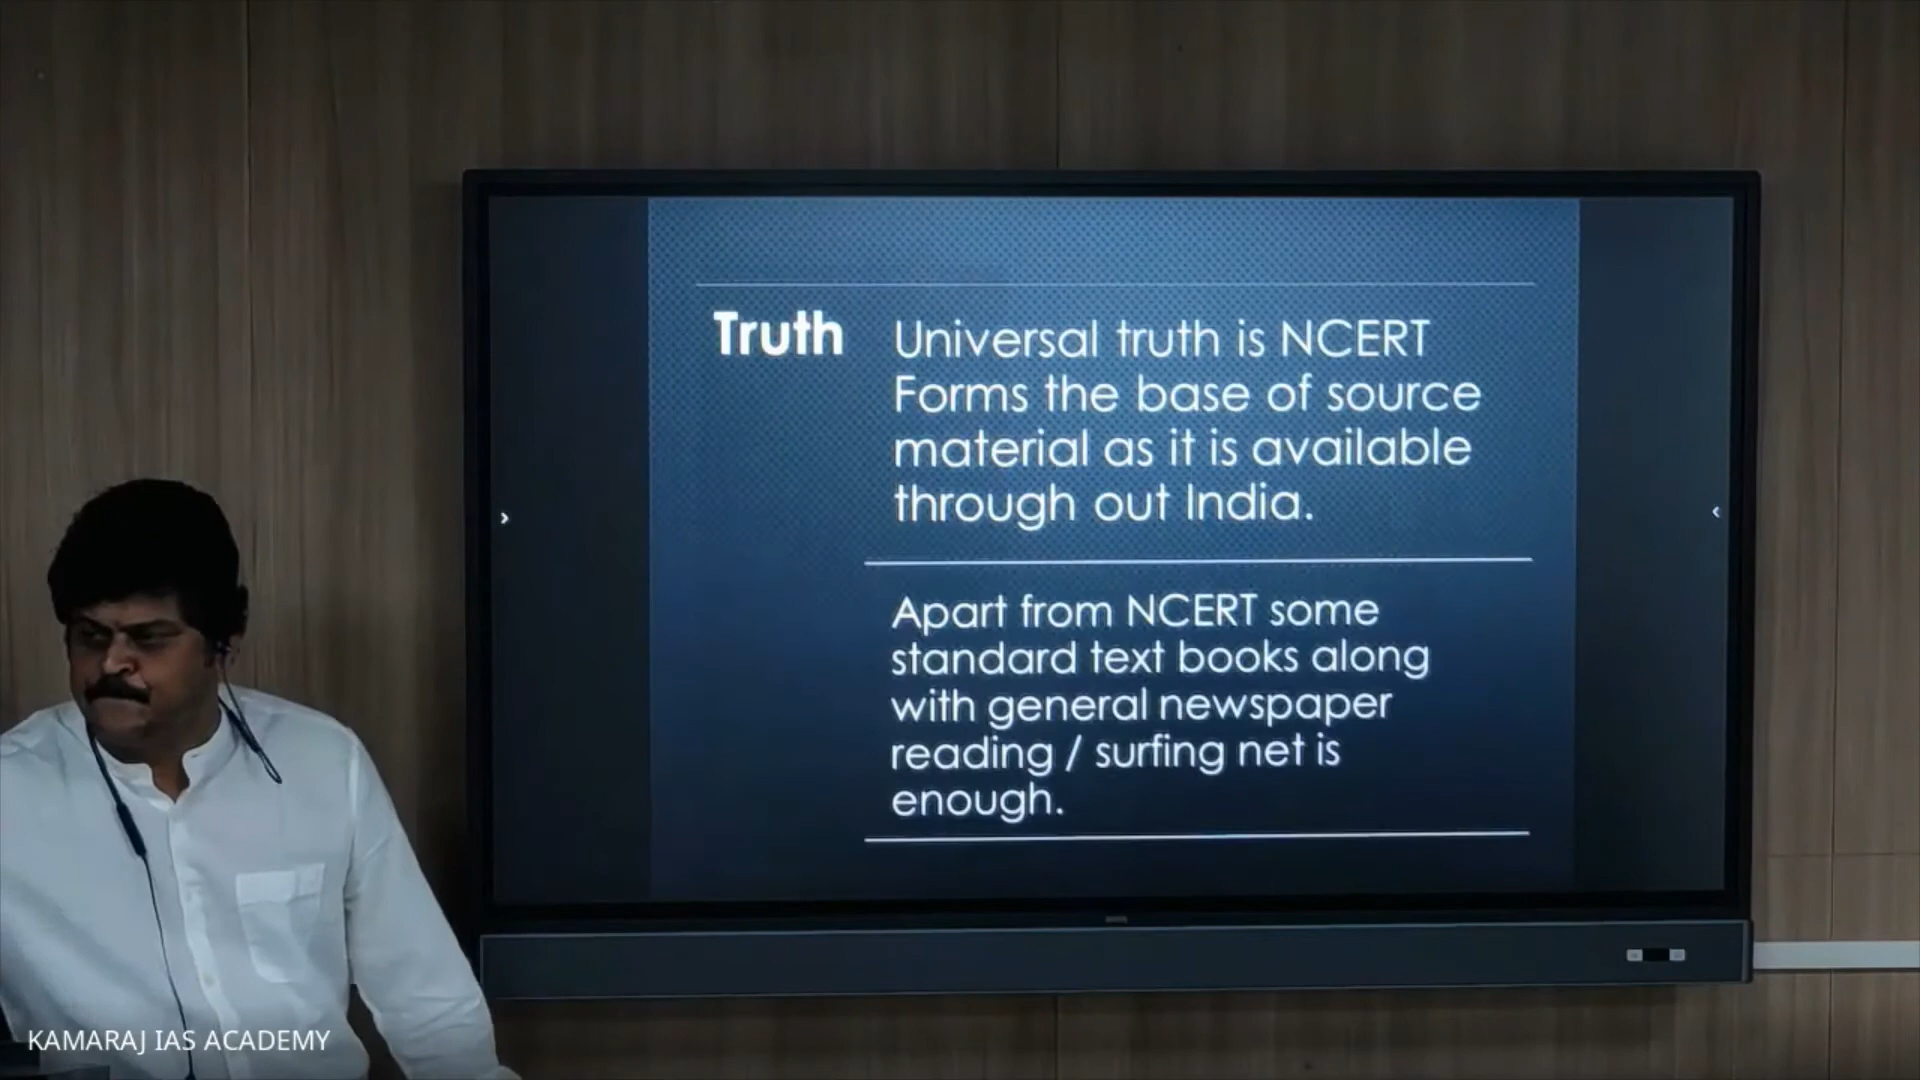 Truth
Universal truth is NCERT
Forms the base of source
material as it is available
through out India.
Apart from NCERT some
standard text books along
with general newspaper
reading / surfing net is
enough.
KAMARAJ IAS ACADEMY